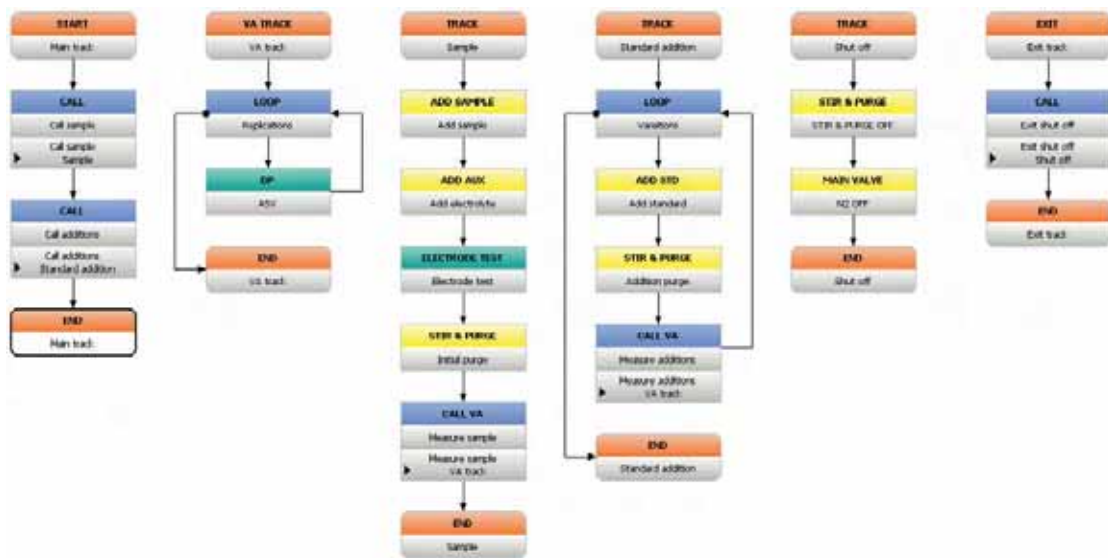 START
Main track
CALL
Call sample
Call sample
Sample
CALL
Call additions
Call additions
Standard addition
END
Main track
VA TRACK
VA track
LOOP
Replications
DP
ASV
END
VA track
TRACK
Sample
ADD SAMPLE
Add sample
ADD AUX
Add electrolyte
ELECTRODE TEST
Electrode test
STIR & PURGE
Initial purge
CALL VA
Measure sample
Measure sample
VA track
END
Sample
TRACK
Standard addition
LOOP
Variations
ADD STD
Add standard
STIR & PURGE
Addition purge
CALL VA
Measure additions
Measure additions
VA track
END
Standard addition
TRACK
Shut off
STIR & PURGE
STIR & PURGE OFF
MAIN VALVE
N2 OFF
END
Shut off
EXIT
Exit track
CALL
Exit shut off
Exit shut off
Shut off
END
Exit track